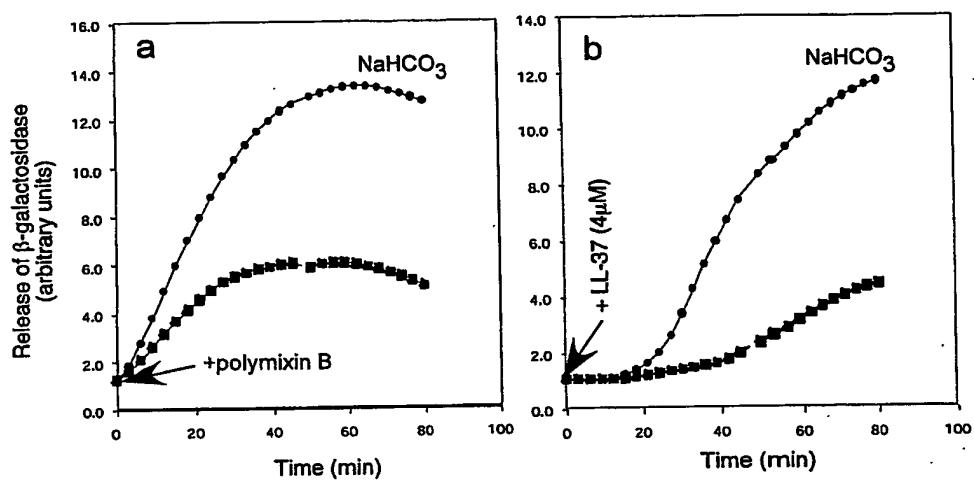 a
NaHCO3
16.0
14.0
12.0
10.0
8.0
6.0
4.0
2.0
0.0
Release of β-galactosidase
(arbitrary units)
+polymixin B
0
20
40
60
80
100
Time (min)
b
NaHCO3
14.0
12.0
10.0
8.0
6.0
4.0
2.0
0.0
+ LL-37 (4μM)
0
20
40
60
80
100
Time (min)